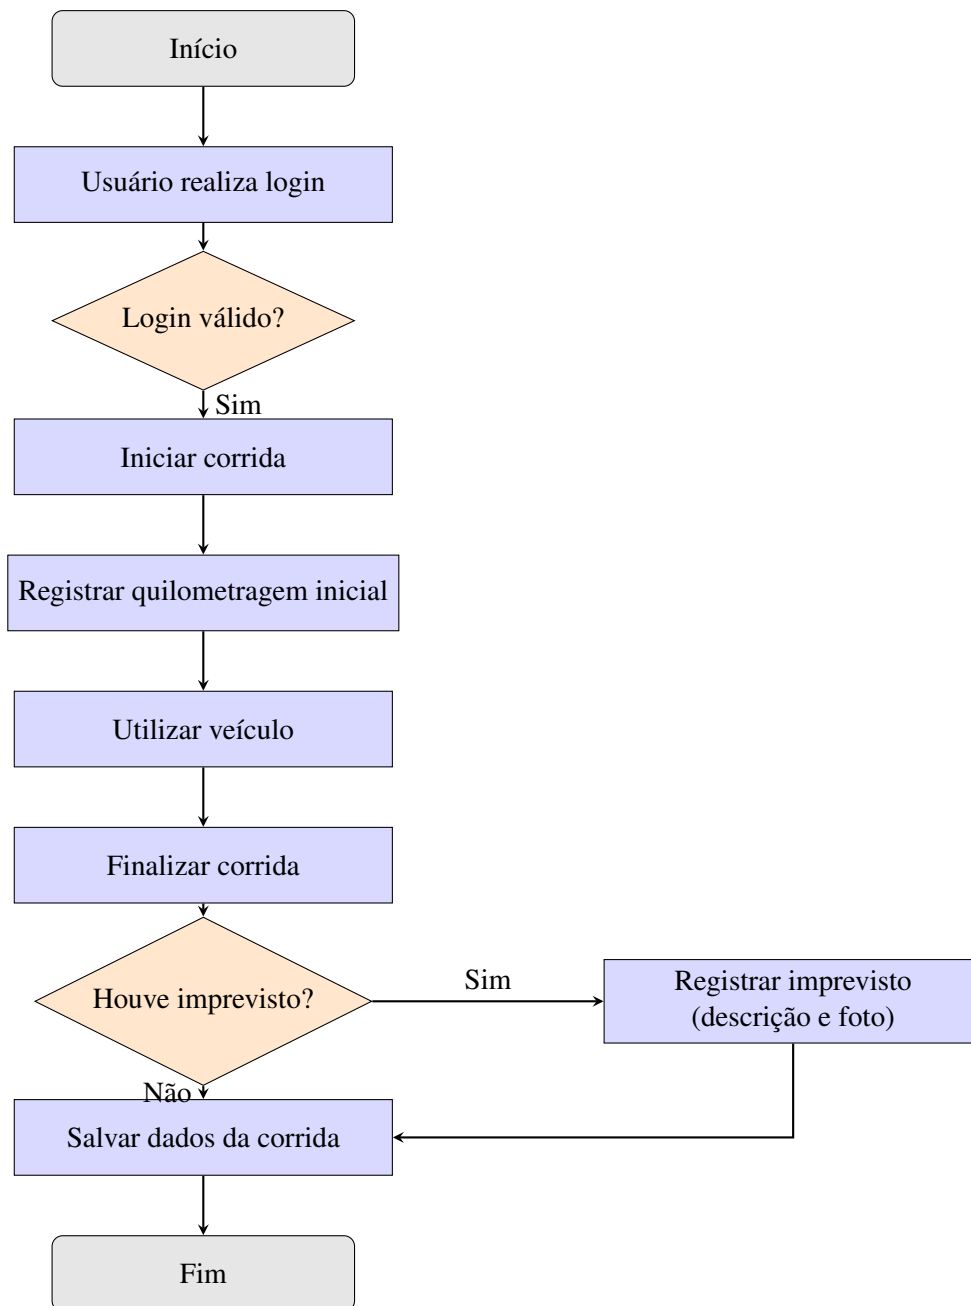 Início
Usuário realiza login
Login válido?
Sim
Iniciar corrida
Registrar quilometragem inicial
Utilizar veículo
Finalizar corrida
Houve imprevisto?
Sim
Registrar imprevisto
(descrição e foto)
Não
Salvar dados da corrida
Fim